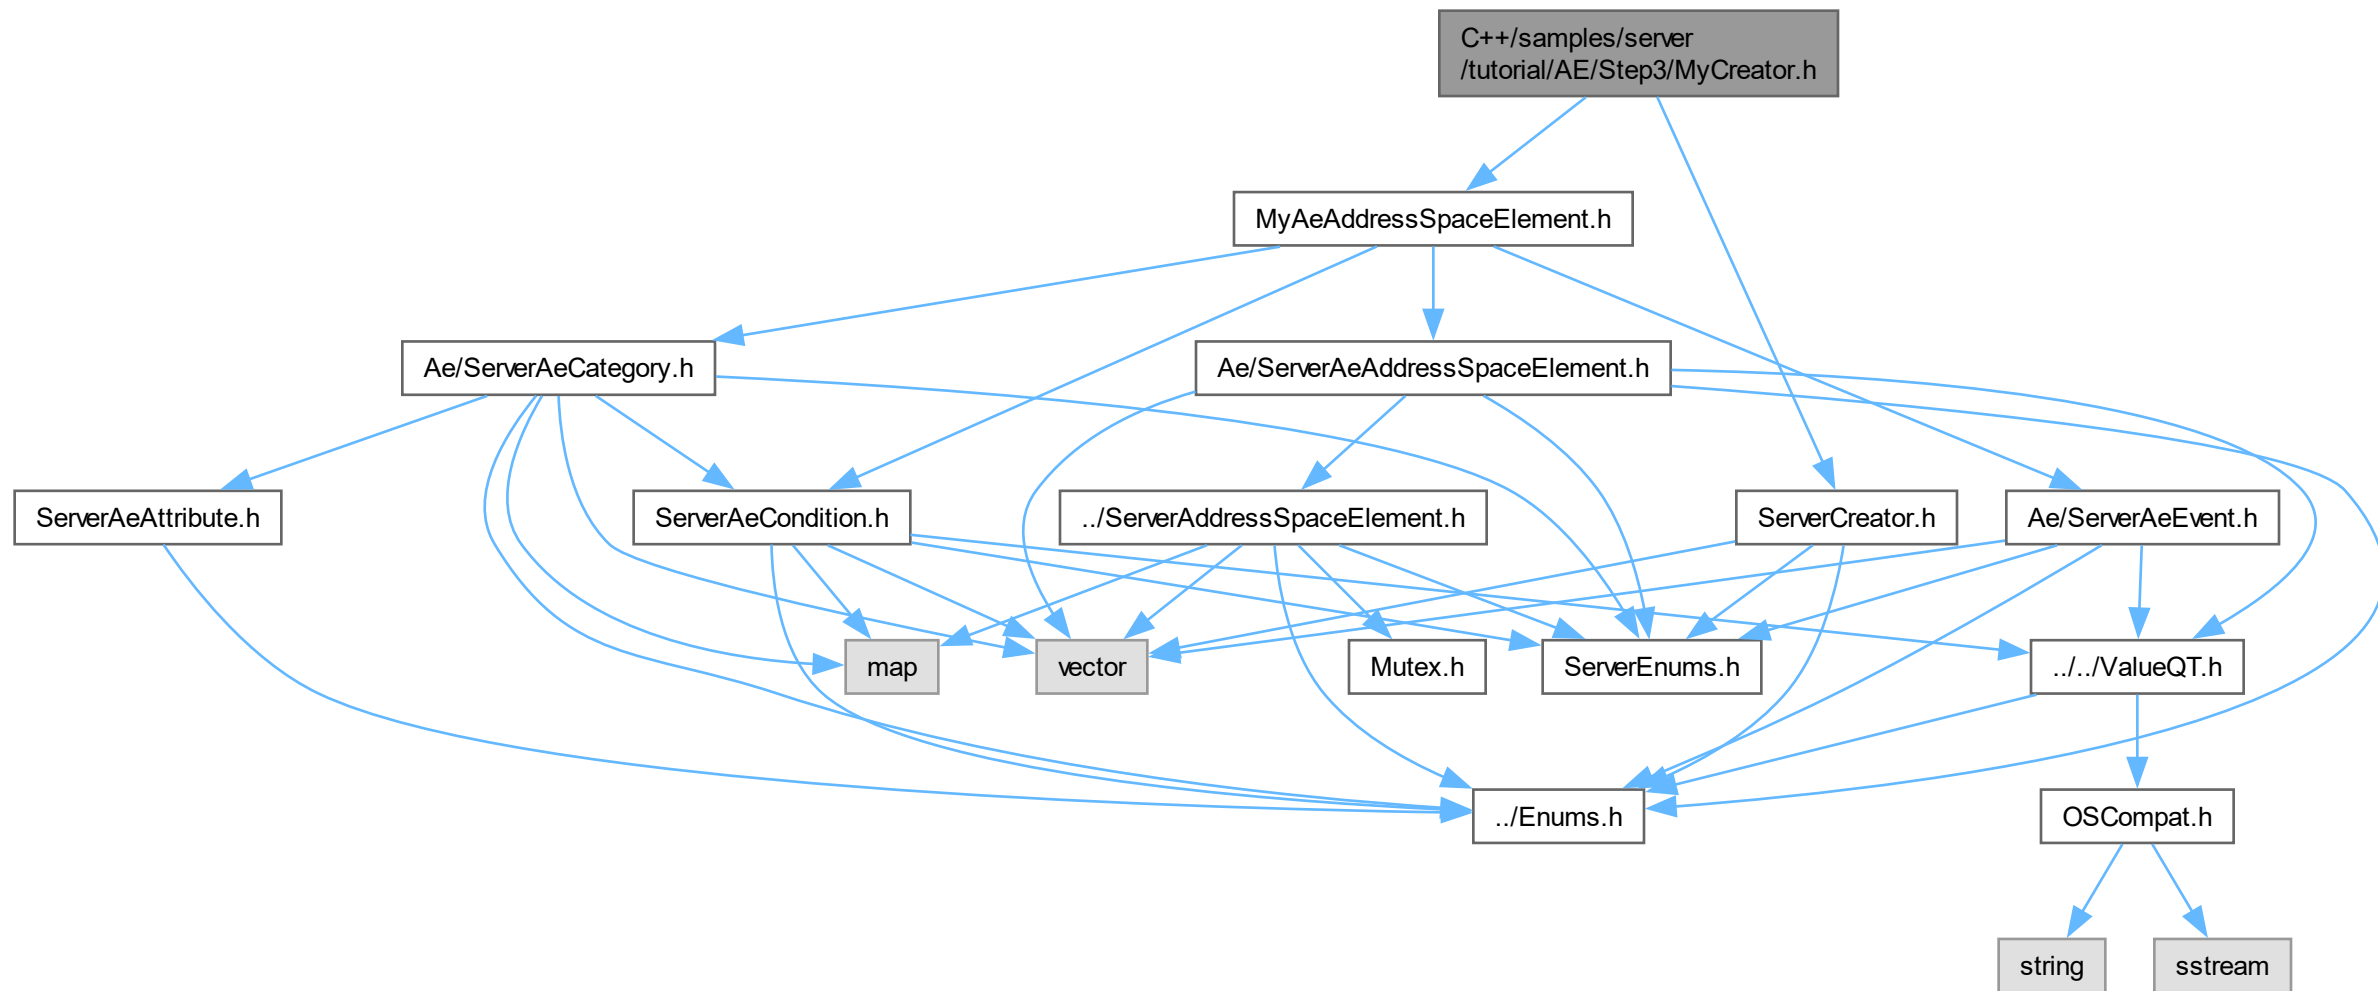 C++/samples/server
/tutorial/AE/Step3/MyCreator.h
MyAeAddressSpaceElement.h
Ae/ServerAeCategory.h
Ae/ServerAeAddressSpaceElement.h
ServerAeAttribute.h
ServerAeCondition.h
../ServerAddressSpaceElement.h
ServerCreator.h
Ae/ServerAeEvent.h
map
vector
Mutex.h
ServerEnums.h
../../ValueQT.h
../Enums.h
OSCompat.h
string
sstream